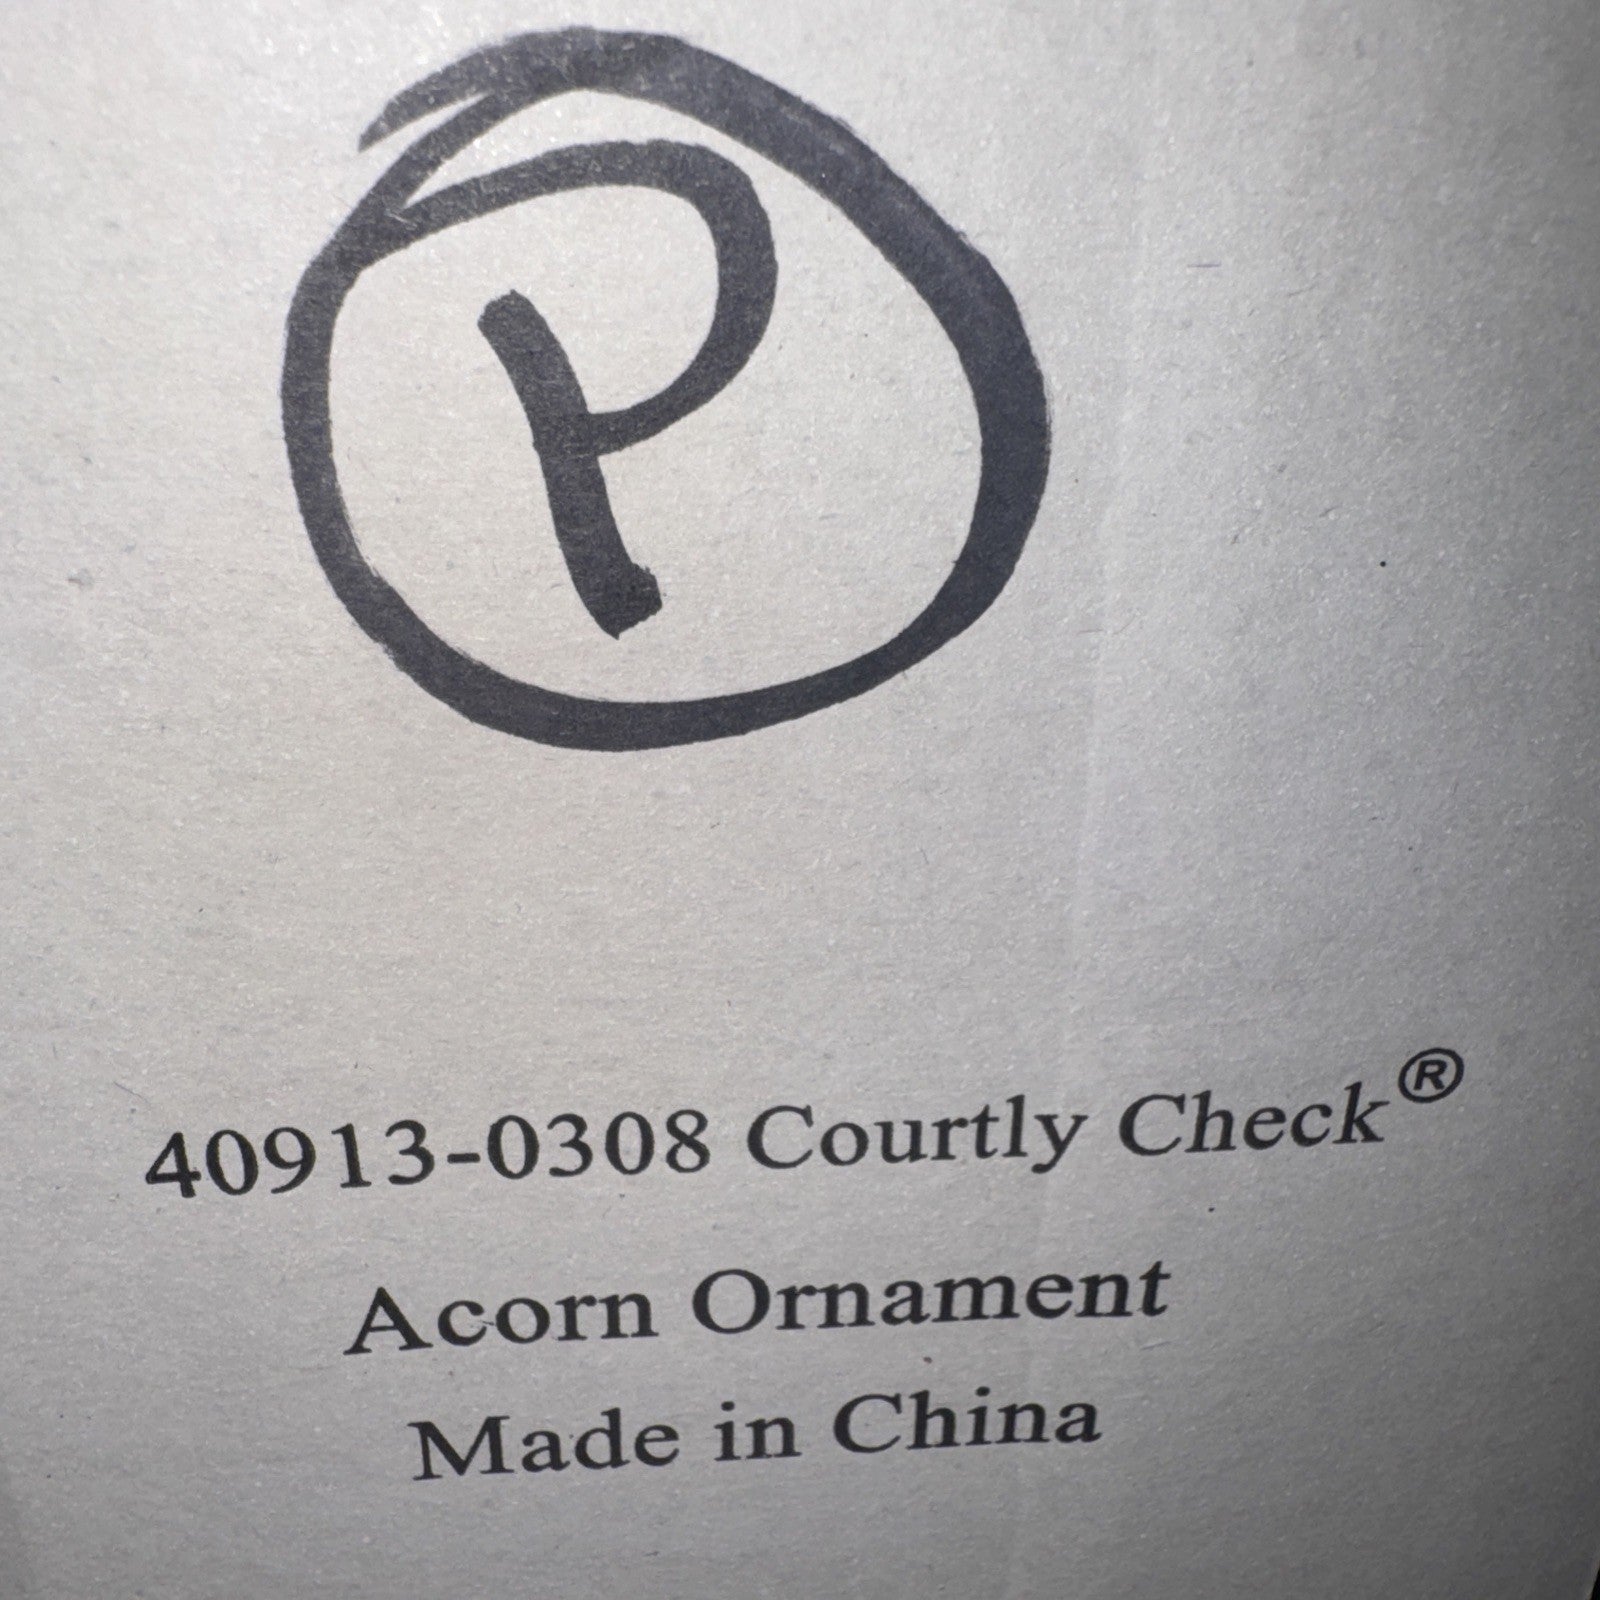 P
40913-0308 Courtly Check®
Acorn Ornament
Made in China